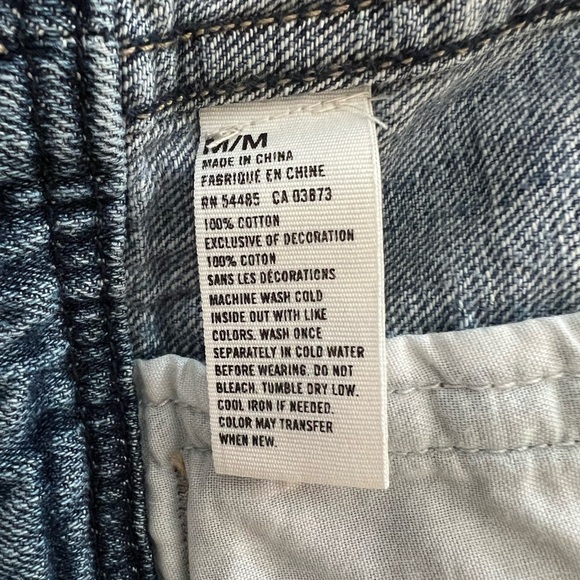 M/M
MADE IN CHINA
FABRIQUÉ EN CHINE
RN 54485 CA 03873
100% COTTON
EXCLUSIVE OF DECORATION
100% COTON
SANS LES DÉCORATIONS
MACHINE WASH COLD
INSIDE OUT WITH LIKE
COLORS. WASH ONCE
SEPARATELY IN COLD WATER
BEFORE WEARING. DO NOT
BLEACH. TUMBLE DRY LOW.
COOL IRON IF NEEDED.
COLOR MAY TRANSFER
WHEN NEW.